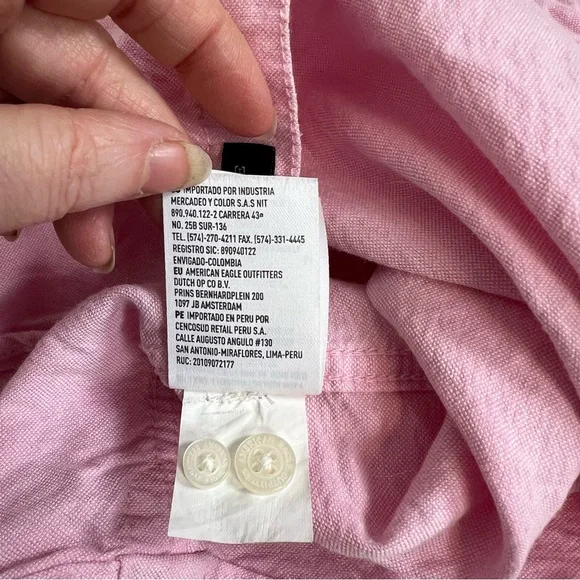 IMPORTADO POR INDUSTRIA
MERCADEO Y COLOR S.A.S NIT
890.940.122-2 CARRERA 43ª
NO. 25B SUR-136
TEL. (574)-270-4211 FAX. (574)-331-4445
REGISTRO SIC: 890940122
ENVIGADO-COLOMBIA
EU AMERICAN EAGLE OUTFITTERS
DUTCH OP CO B.V.
PRINS BERNHARDPLEIN 200
1097 JB AMSTERDAM
PE IMPORTADO EN PERU POR
CENCOSUD RETAIL PERU S.A.
CALLE AUGUSTO ANGULO #130
SAN ANTONIO-MIRAFLORES, LIMA-PERU
RUC: 20109072177